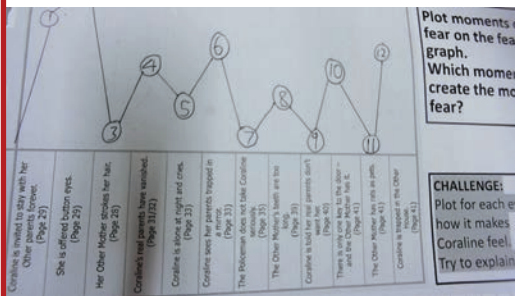 1
3
4
5
6
7
8
9
10
11
12
Coraline is invited to stay with her
Other parents forever.
(Page 29)
She is offered button eyes.
(Page 29)
Her Other Mother strokes her hair.
(Page 28)
Coraline's real parents have vanished.
(Page 31/32)
Coraline is alone at night and cries.
(Page 33)
Coraline sees her parents trapped in
a mirror.
(Page 33)
The Policeman does not take Coraline
seriously.
(Page 35)
The Other Mother's teeth are too
long.
(Page 39)
Coraline is told her real parents don't
want her.
(Page 40)
There is only one key to the door –
and the Other Mother has it.
(Page 41)
The Other Mother has rats as pets.
(Page 41)
Coraline is trapped in the Other
(Page 41)
Plot moments
fear on the fea
graph.
Which mome
create the mo
fear?
CHALLENGE:
Plot for each e
how it makes
Coraline feel.
Try to explain